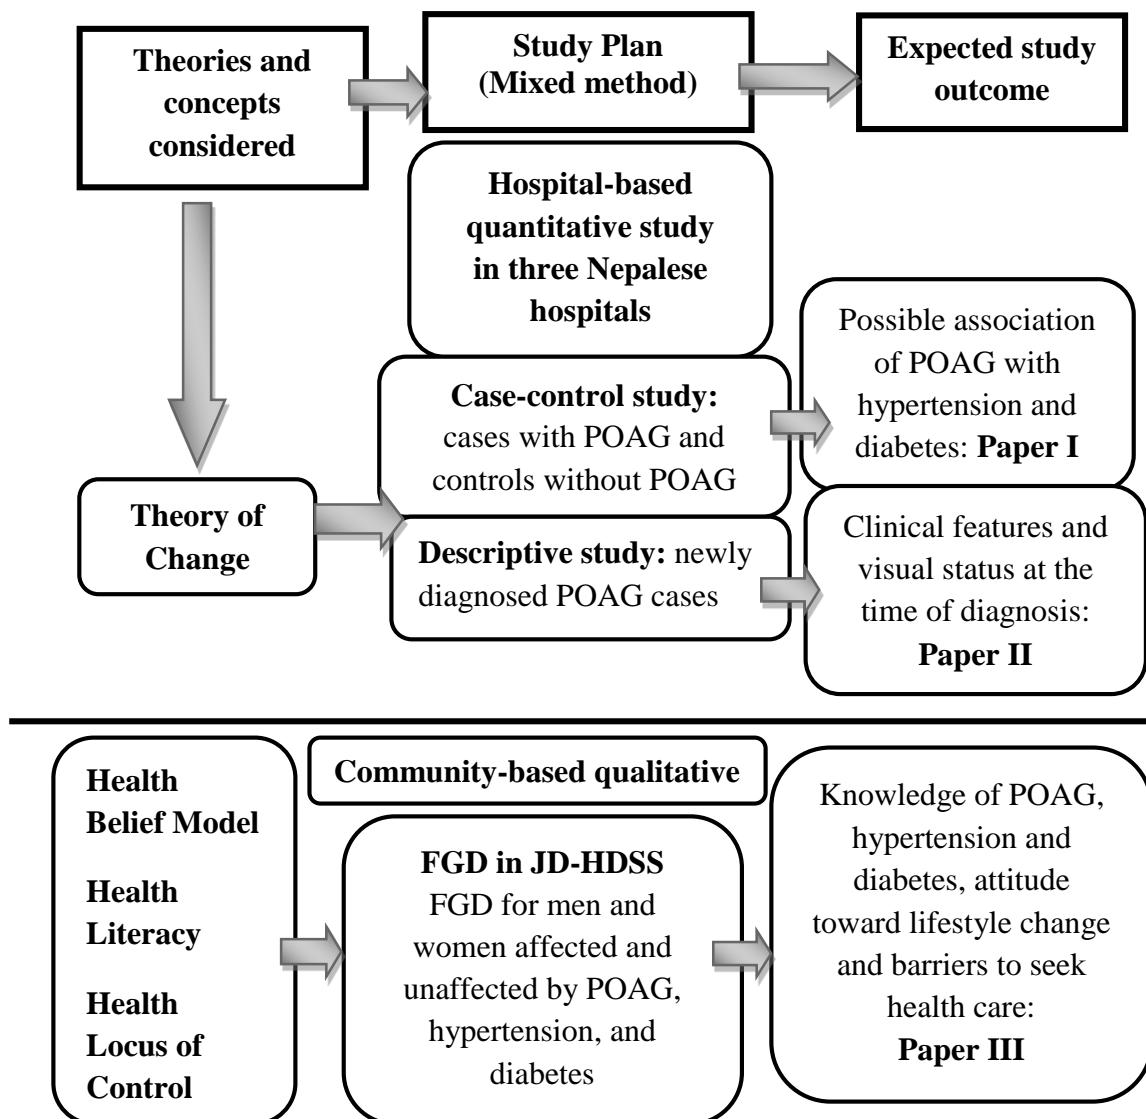 Theories and
concepts
considered
Study Plan
(Mixed method)
Expected study
outcome
Hospital-based
quantitative study
in three Nepalese
hospitals
Case-control study:
cases with POAG and
controls without POAG
Possible association
of POAG with
hypertension and
diabetes: Paper I
Theory of
Change
Descriptive study: newly
diagnosed POAG cases
Clinical features and
visual status at the
time of diagnosis:
Paper II
Health
Belief Model
Health
Literacy
Health
Locus of
Control
Community-based qualitative
FGD in JD-HDSS
FGD for men and
women affected and
unaffected by POAG,
hypertension, and
diabetes
Knowledge of POAG,
hypertension and
diabetes, attitude
toward lifestyle change
and barriers to seek
health care:
Paper III